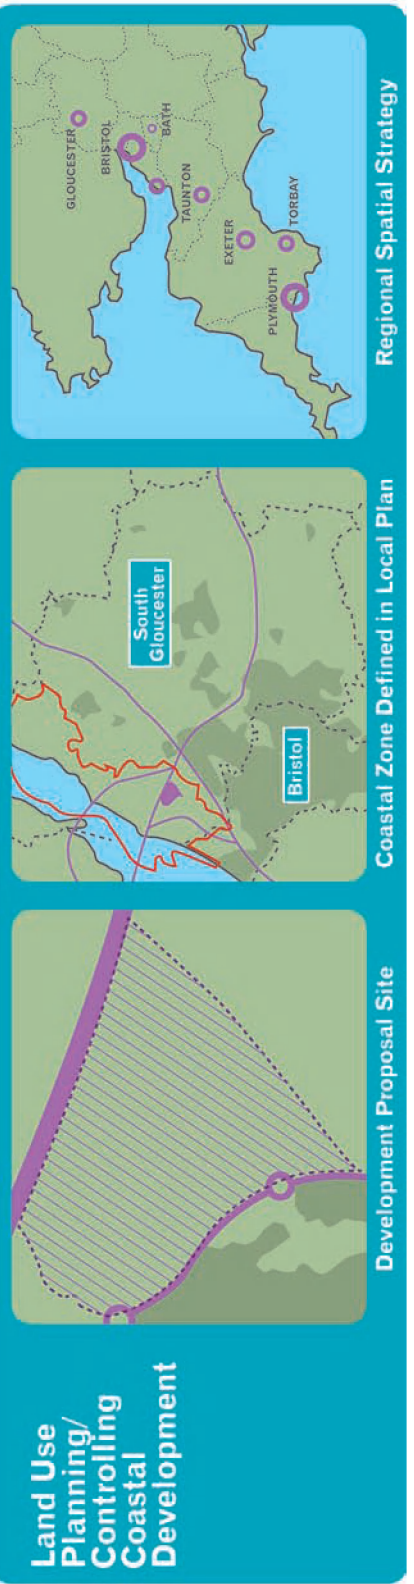 Land Use
Planning/
Controlling
Coastal
Development
Development Proposal Site
South
Gloucester
Bristol
Coastal Zone Defined in Local Plan
GLOUCESTER
BRISTOL
BATH
TAUNTON
EXETER
TORBAY
PLYMOUTH
Regional Spatial Strategy